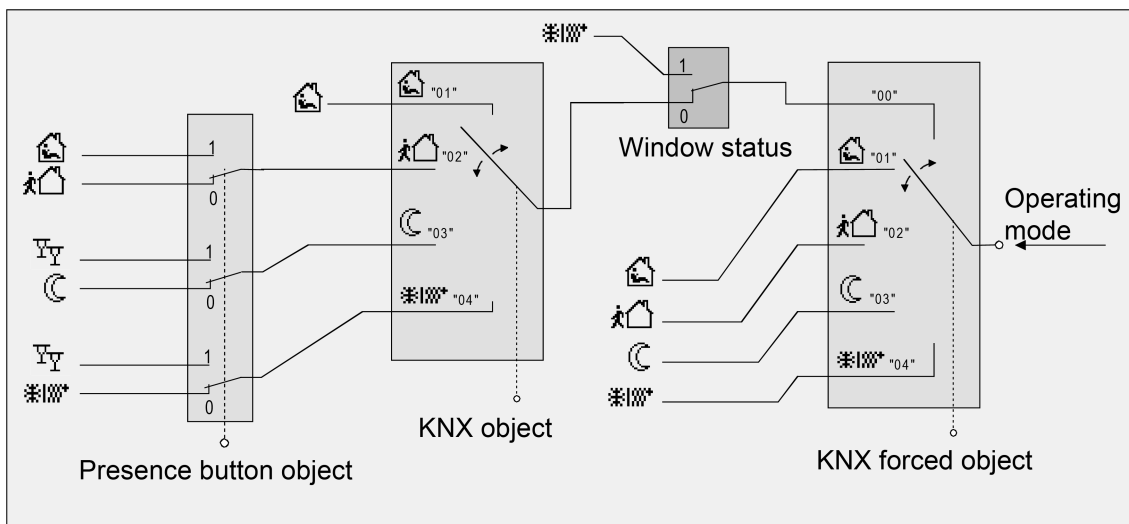 1
0
1
0
1
0
Presence button object
"01"
"02"
"03"
"04"
KNX object
1
0
Window status
"00"
"01"
"02"
"03"
"04"
KNX forced object
Operating
mode